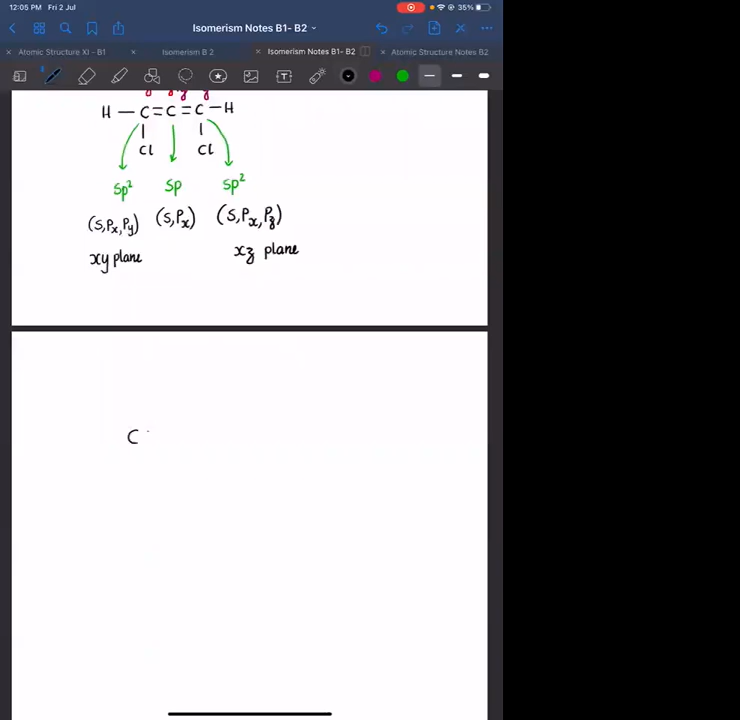 12:05 PM Fri 2 Jul
35%
Isomerism Notes B1- B2
Atomic Structure XI - B1
Isomerism B 2
Isomerism Notes B1- B2
Atomic Structure Notes B2
H — C = C = C — H
Cl Cl
Sp² Sp Sp²
(S, Px, Py) (S, Px) (S, Px, Pz)
xy plane xz plane
C